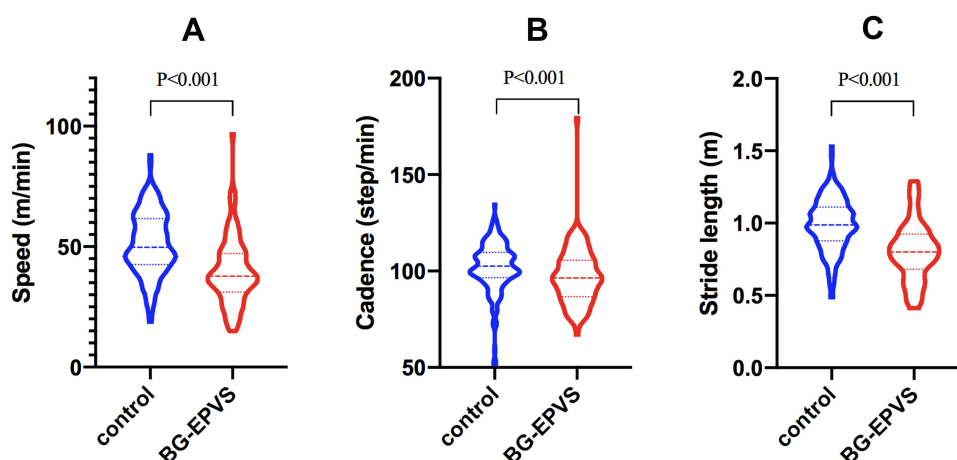 A
P<0.001
Speed (m/min)
100
50
0
control
BG-EPVS
B
P<0.001
Cadence (step/min)
200
150
100
50
control
BG-EPVS
C
P<0.001
Stride length (m)
2.0
1.5
1.0
0.5
0.0
control
BG-EPVS